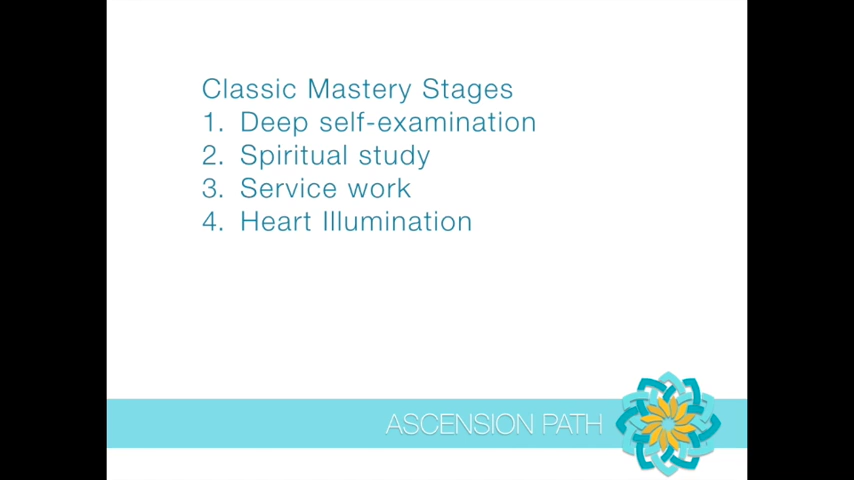 Classic Mastery Stages
1. Deep self-examination
2. Spiritual study
3. Service work
4. Heart Illumination
ASCENSION PATH